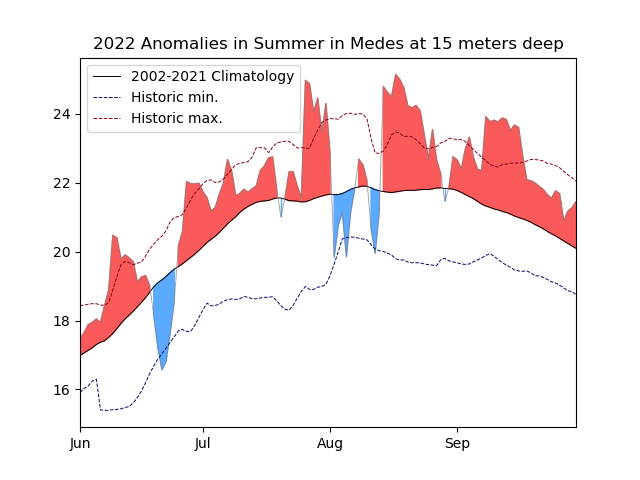 2022 Anomalies in Summer in Medes at 15 meters deep
2002-2021 Climatology
Historic min.
Historic max.
24
22
20
18
16
Jun Jul Aug Sep